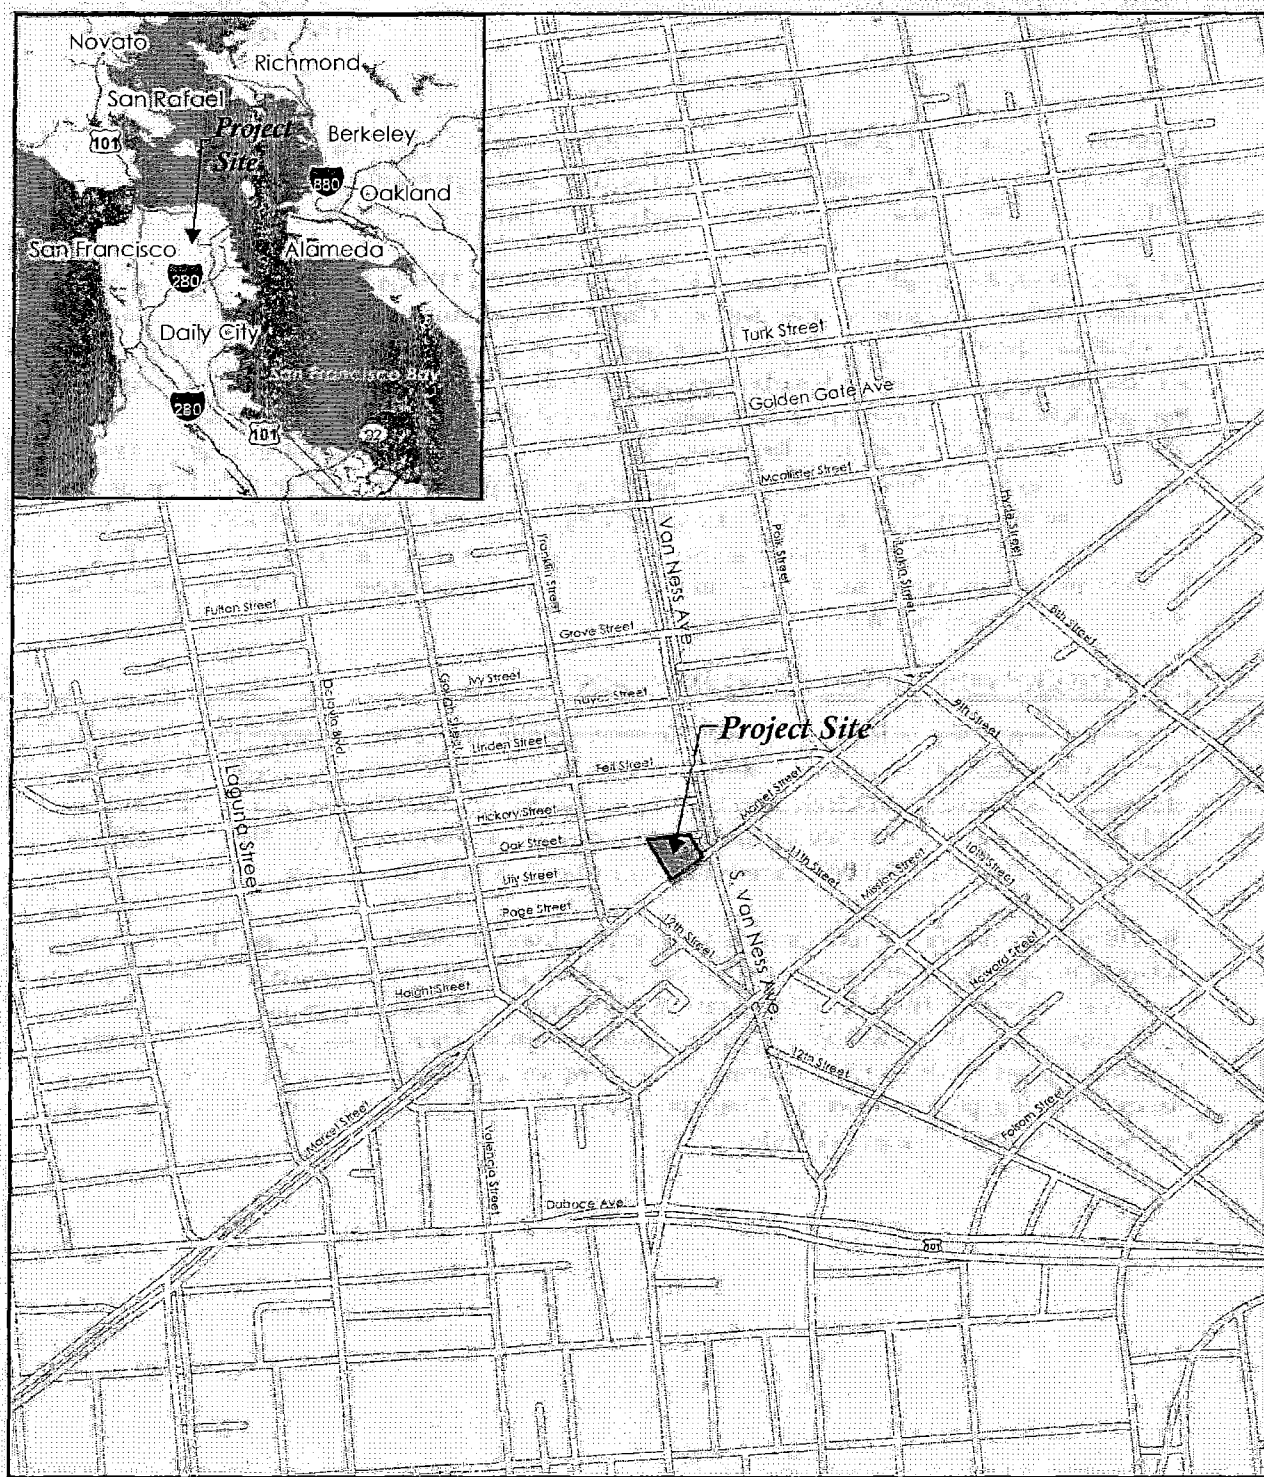 Novato
Richmond
San Rafael
Project
Site
101
Berkeley
880
Oakland
San Francisco
Alameda
280
Daily City
San Francisco Bay
280
101
92
Turk Street
Golden Gate Ave
Mcallister Street
Hyde Street
Franklin Street
Van Ness Ave
Polk Street
Larkin Street
Fulton Street
Grove Street
8th Street
Ivy Street
Octavia Blvd
Gough Street
Hayes Street
9th Street
Project Site
Linden Street
Fell Street
Laguna Street
Market Street
Hickory Street
Oak Street
11th Street
Mission Street
10th Street
Lily Street
S. Van Ness Ave.
Page Street
12th Street
Howard Street
Haight Street
12th Street
Market Street
Folsom Street
Valencia Street
Duboce Ave.
101